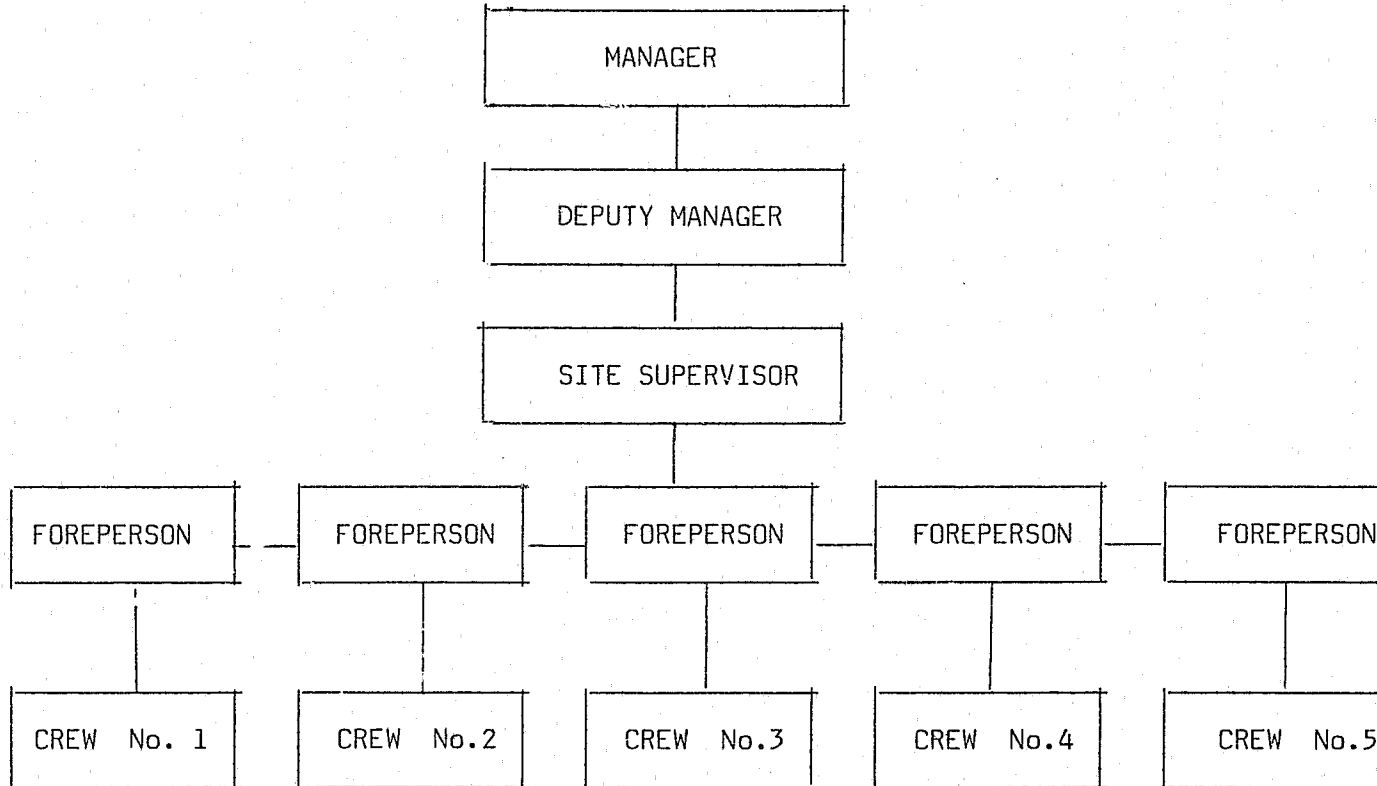 MANAGER
DEPUTY MANAGER
SITE SUPERVISOR
FOREPERSON FOREPERSON FOREPERSON FOREPERSON FOREPERSON
CREW No. 1 CREW No.2 CREW No.3 CREW No.4 CREW No.5